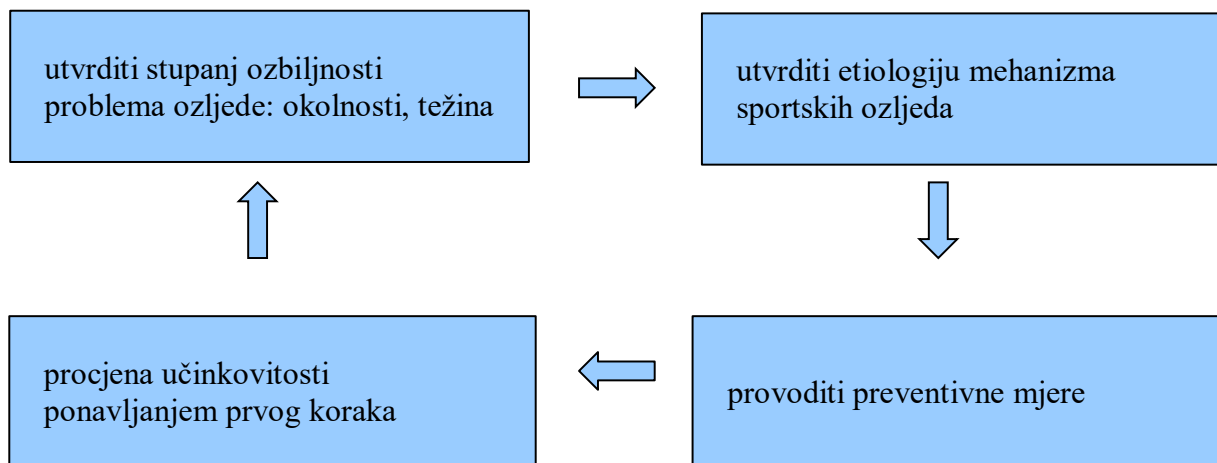 utvrditi stupanj ozbiljnosti
problema ozljede: okolnosti, težina
utvrditi etiologiju mehanizma
sportskih ozljeda
procjena učinkovitosti
ponavljanjem prvog koraka
provoditi preventivne mjere